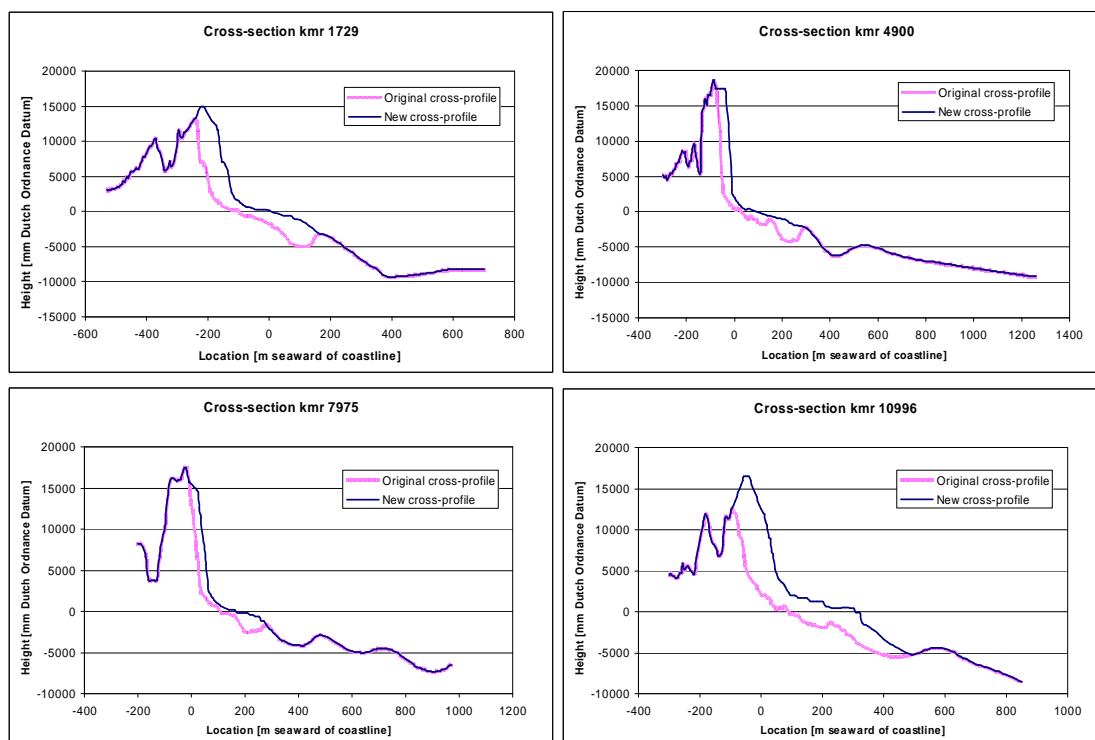 Cross-section kmr 1729
20000
15000
10000
5000
0
-5000
-10000
-15000
-600 -400 -200 0 200 400 600 800
Height [mm Dutch Ordnance Datum]
Location [m seaward of coastline]
Original cross-profile
New cross-profile
Cross-section kmr 4900
20000
15000
10000
5000
0
-5000
-10000
-15000
-400 -200 0 200 400 600 800 1000 1200 1400
Height [mm Dutch Ordnance Datum]
Location [m seaward of coastline]
Original cross-profile
New cross-profile
Cross-section kmr 7975
20000
15000
10000
5000
0
-5000
-10000
-400 -200 0 200 400 600 800 1000 1200
Height [mm Dutch Ordnance Datum]
Location [m seaward of coastline]
Original cross-profile
New cross-profile
Cross-section kmr 10996
20000
15000
10000
5000
0
-5000
-10000
-400 -200 0 200 400 600 800 1000
Height [mm Dutch Ordnance Datum]
Location [m seaward of coastline]
Original cross-profile
New cross-profile